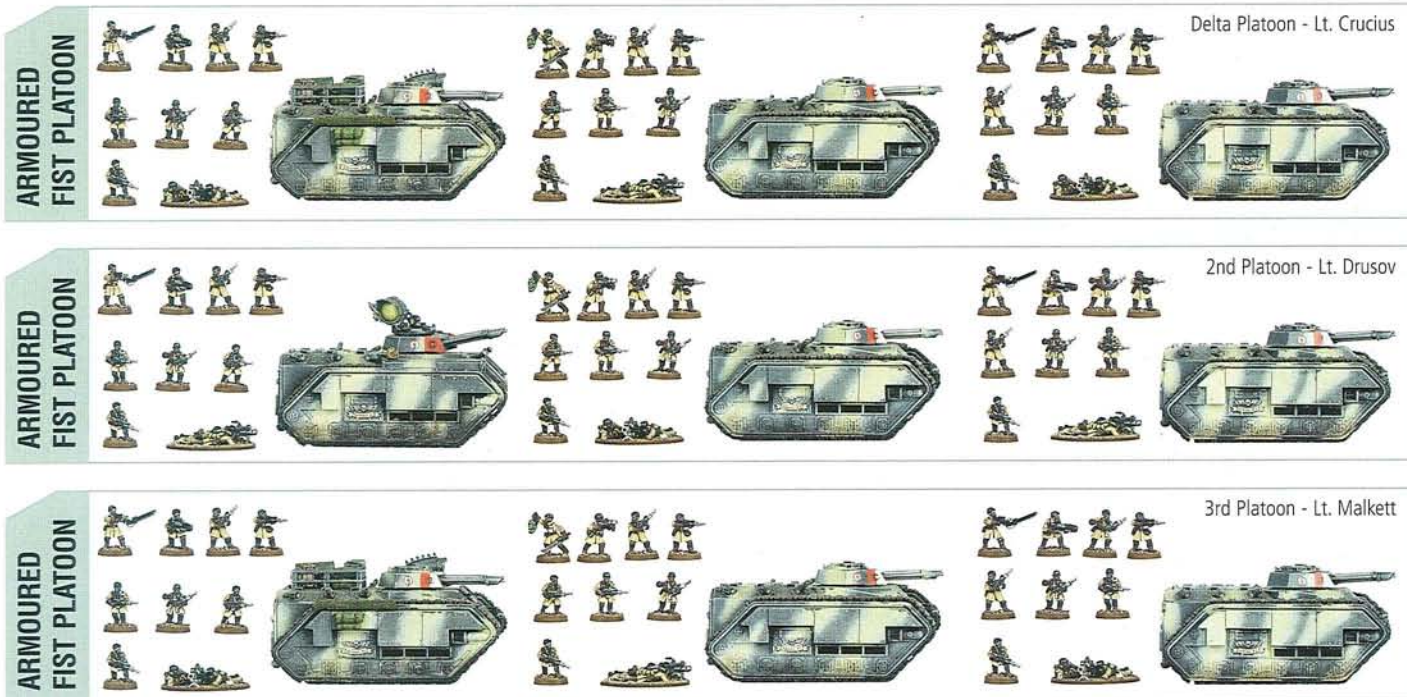 ARMOURED
FIST PLATOON
Delta Platoon - Lt. Crucius
ARMOURED
FIST PLATOON
2nd Platoon - Lt. Drusov
ARMOURED
FIST PLATOON
3rd Platoon - Lt. Malkett